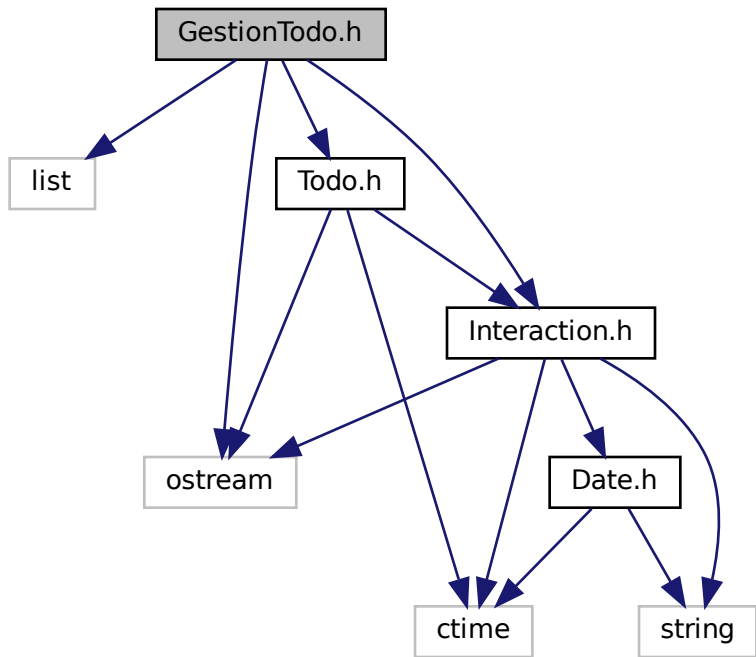 GestionTodo.h
list
Todo.h
Interaction.h
ostream
Date.h
ctime
string